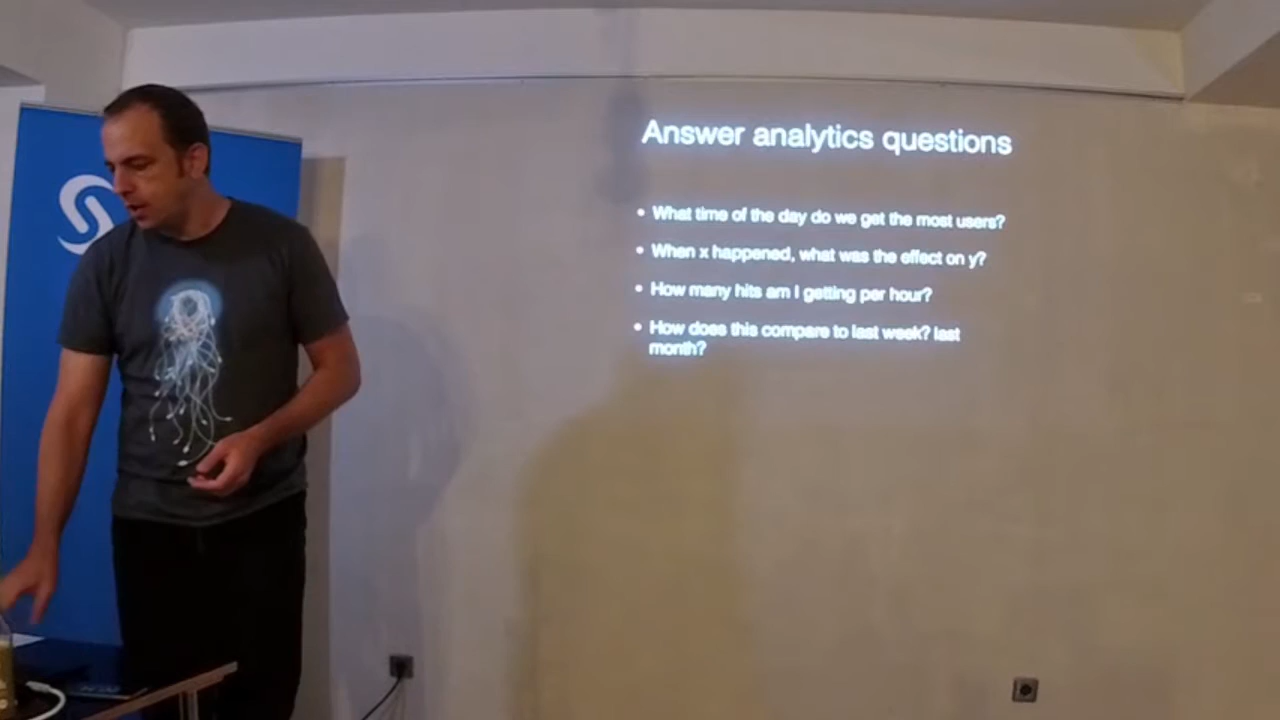 Answer analytics questions
• What time of the day do we get the most users?
• When x happened, what was the effect on y?
• How many hits am I getting per hour?
• How does this compare to last week? last
month?